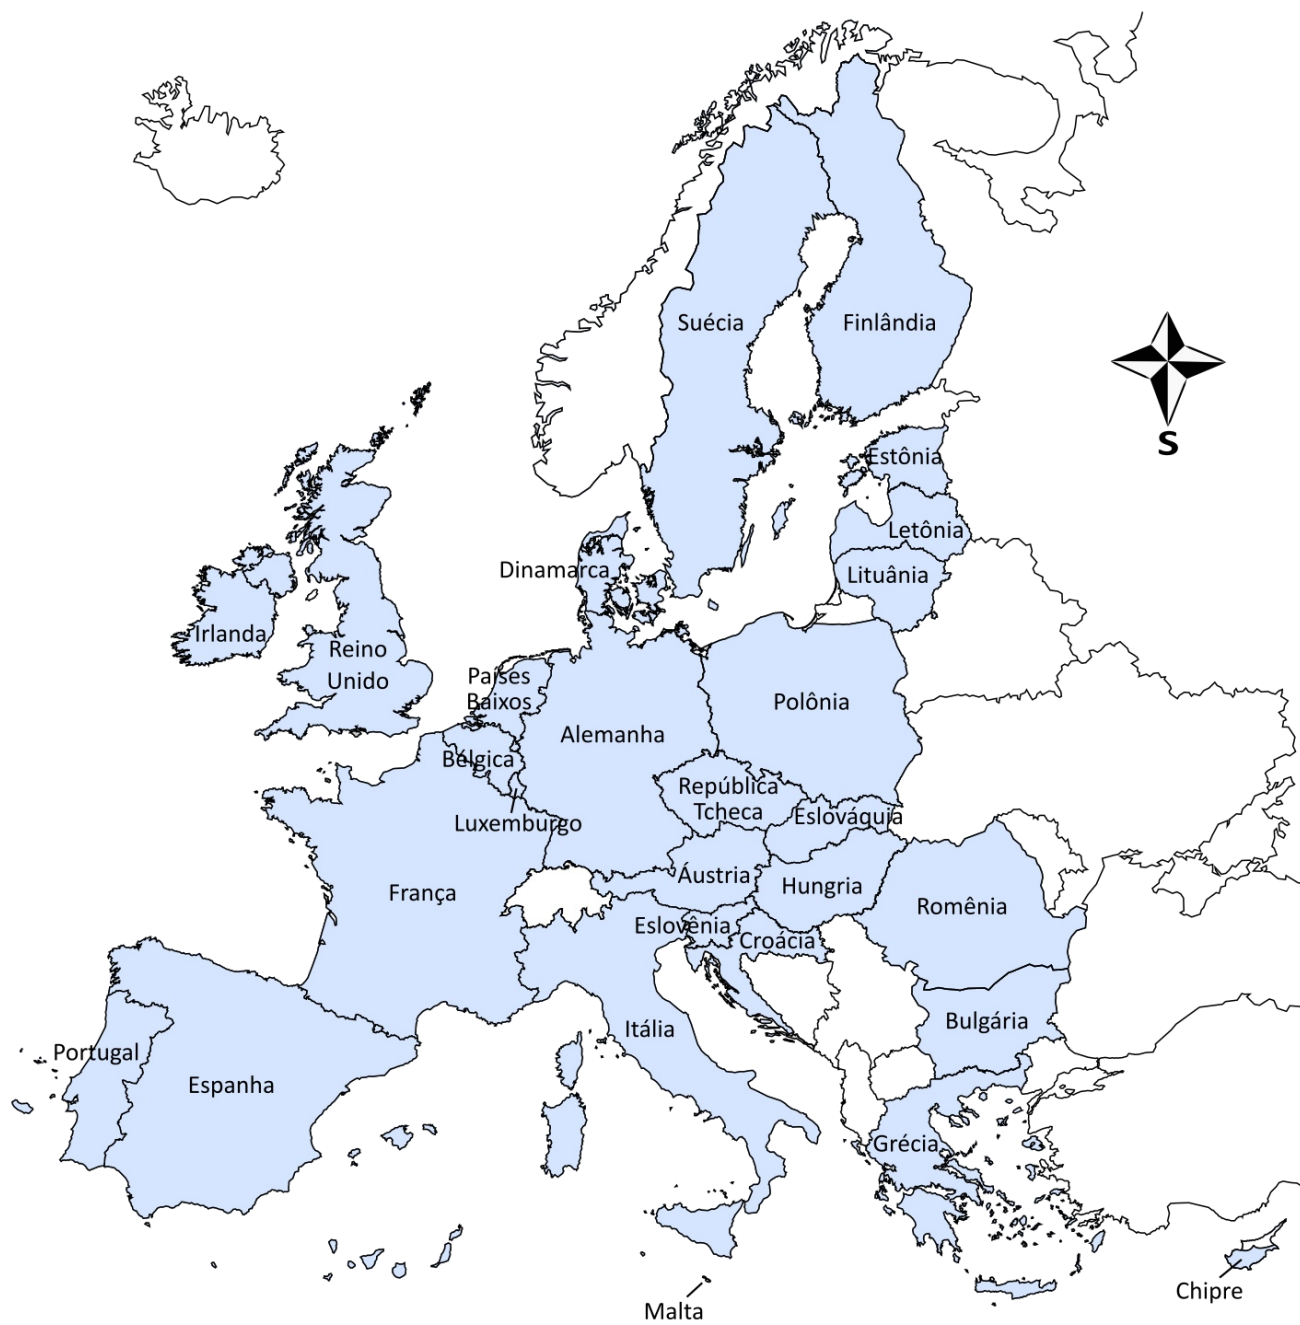 Suécia
Finlândia
S
Estônia
Letônia
Dinamarca
Lituânia
Irlanda
Reino
Unido
Países
Baixos
Polônia
Alemanha
Bélgica
República
Tcheca
Eslováquia
Luxemburgo
Áustria
Hungria
França
Romênia
Eslovênia
Croácia
Bulgária
Itália
Portugal
Espanha
Grécia
Chipre
Malta